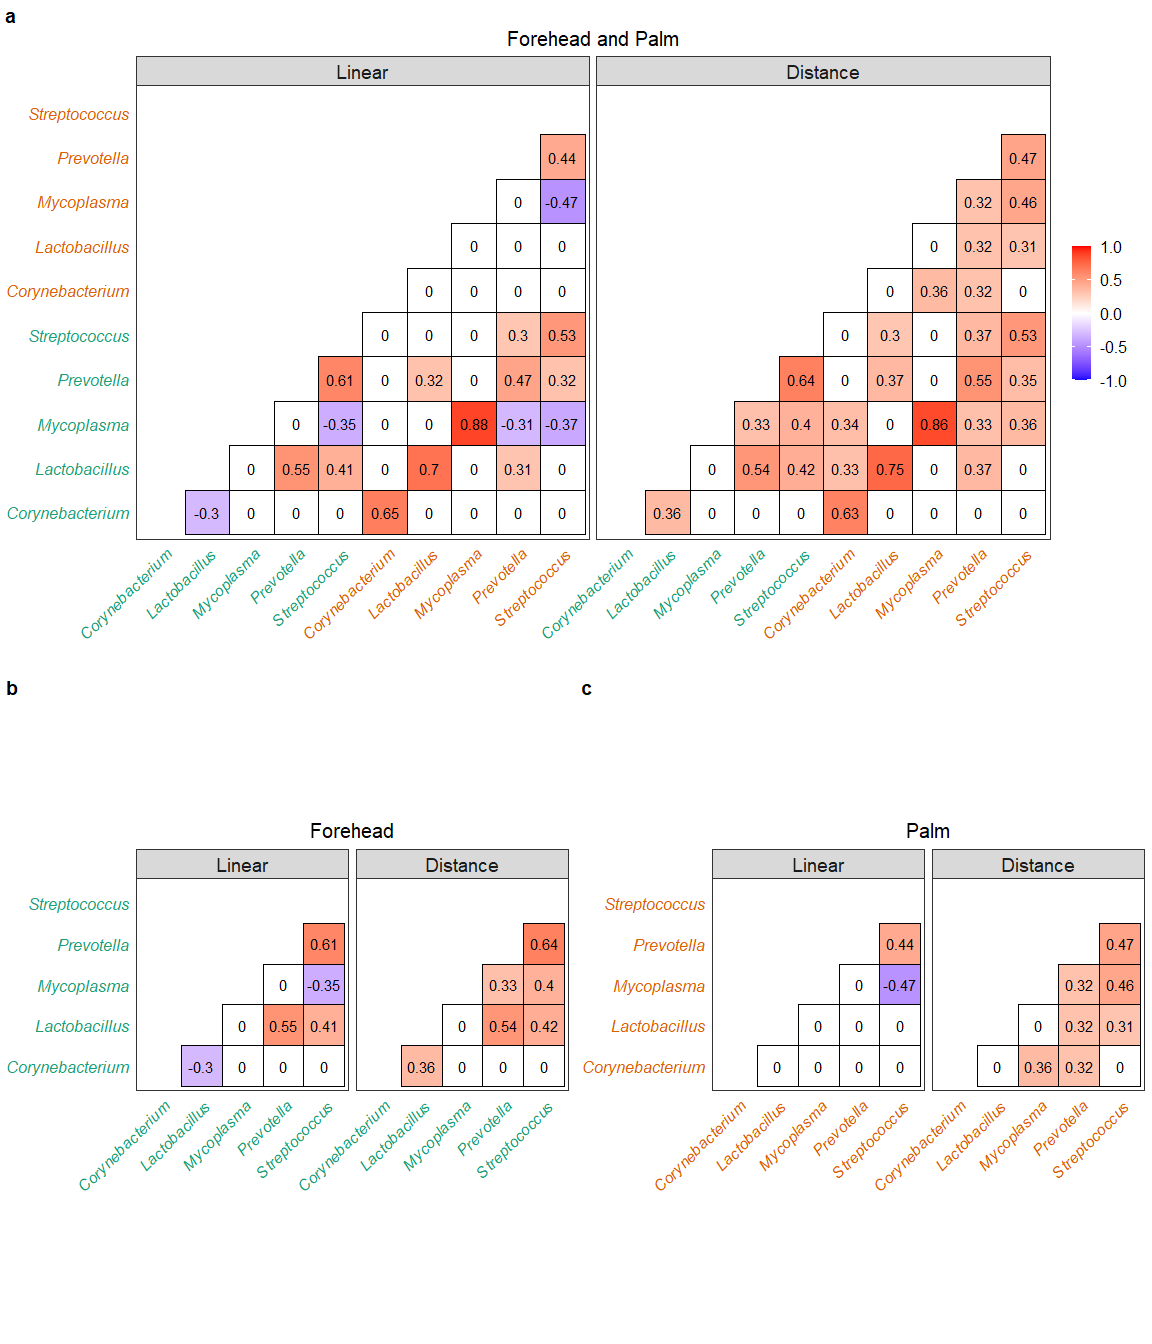 a
Forehead and Palm
Linear Distance
Streptococcus
Prevotella 0.44 0.47
Mycoplasma 0 -0.47 0.32 0.46
Lactobacillus 0 0 0 0 0.32 0.31
Corynebacterium 0 0 0 0 0 0.36 0.32 0
Streptococcus 0 0 0 0.3 0.53 0 0.3 0 0.37 0.53
Prevotella 0.61 0 0.32 0 0.47 0.32 0.64 0 0.37 0 0.55 0.35
Mycoplasma 0 -0.35 0 0 0.88 -0.31 -0.37 0.33 0.4 0.34 0 0.86 0.33 0.36
Lactobacillus 0 0.55 0.41 0 0.7 0 0.31 0 0 0.54 0.42 0.33 0.75 0 0.37 0
Corynebacterium -0.3 0 0 0 0.65 0 0 0 0 0.36 0 0 0 0.63 0 0 0 0
Corynebacterium Lactobacillus Mycoplasma Prevotella Streptococcus Corynebacterium Lactobacillus Mycoplasma Prevotella Streptococcus Corynebacterium Lactobacillus Mycoplasma Prevotella Streptococcus Corynebacterium Lactobacillus Mycoplasma Prevotella Streptococcus
1.0
0.5
0.0
-0.5
-1.0
b
Forehead
Linear Distance
Streptococcus
Prevotella 0.61 0.64
Mycoplasma 0 -0.35 0.33 0.4
Lactobacillus 0 0.55 0.41 0 0.54 0.42
Corynebacterium -0.3 0 0 0 0.36 0 0 0
Corynebacterium Lactobacillus Mycoplasma Prevotella Streptococcus Corynebacterium Lactobacillus Mycoplasma Prevotella Streptococcus
c
Palm
Linear Distance
Streptococcus
Prevotella 0.44 0.47
Mycoplasma 0 -0.47 0.32 0.46
Lactobacillus 0 0 0 0 0.32 0.31
Corynebacterium 0 0 0 0 0 0.36 0.32 0
Corynebacterium Lactobacillus Mycoplasma Prevotella Streptococcus Corynebacterium Lactobacillus Mycoplasma Prevotella Streptococcus